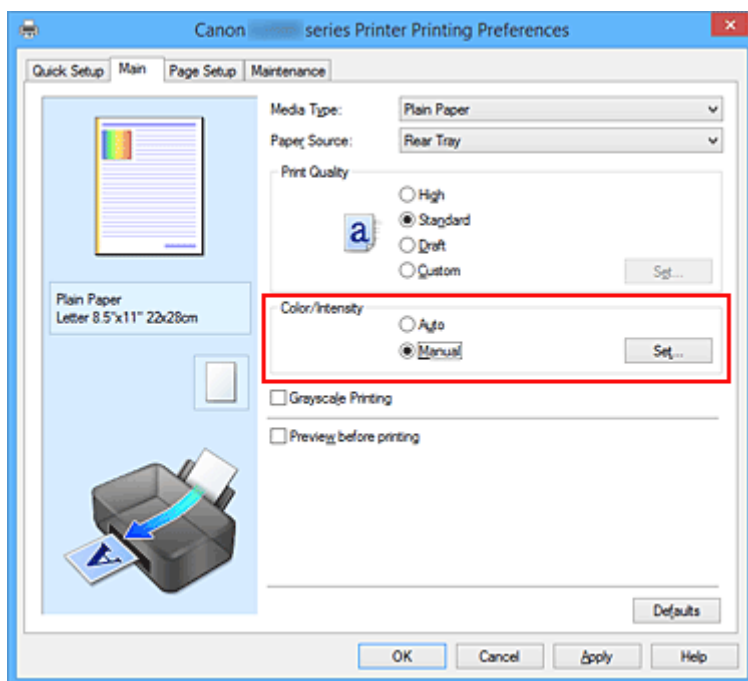 Canon series Printer Printing Preferences
Quick Setup Main Page Setup Maintenance
Media Type: Plain Paper
Paper Source: Rear Tray
Print Quality
High
Standard
Draft
Custom Set...
Color/Intensity
Auto
Manual Set...
Grayscale Printing
Preview before printing
Plain Paper
Letter 8.5"x11" 22x28cm
a
A
Defaults
OK Cancel Apply Help